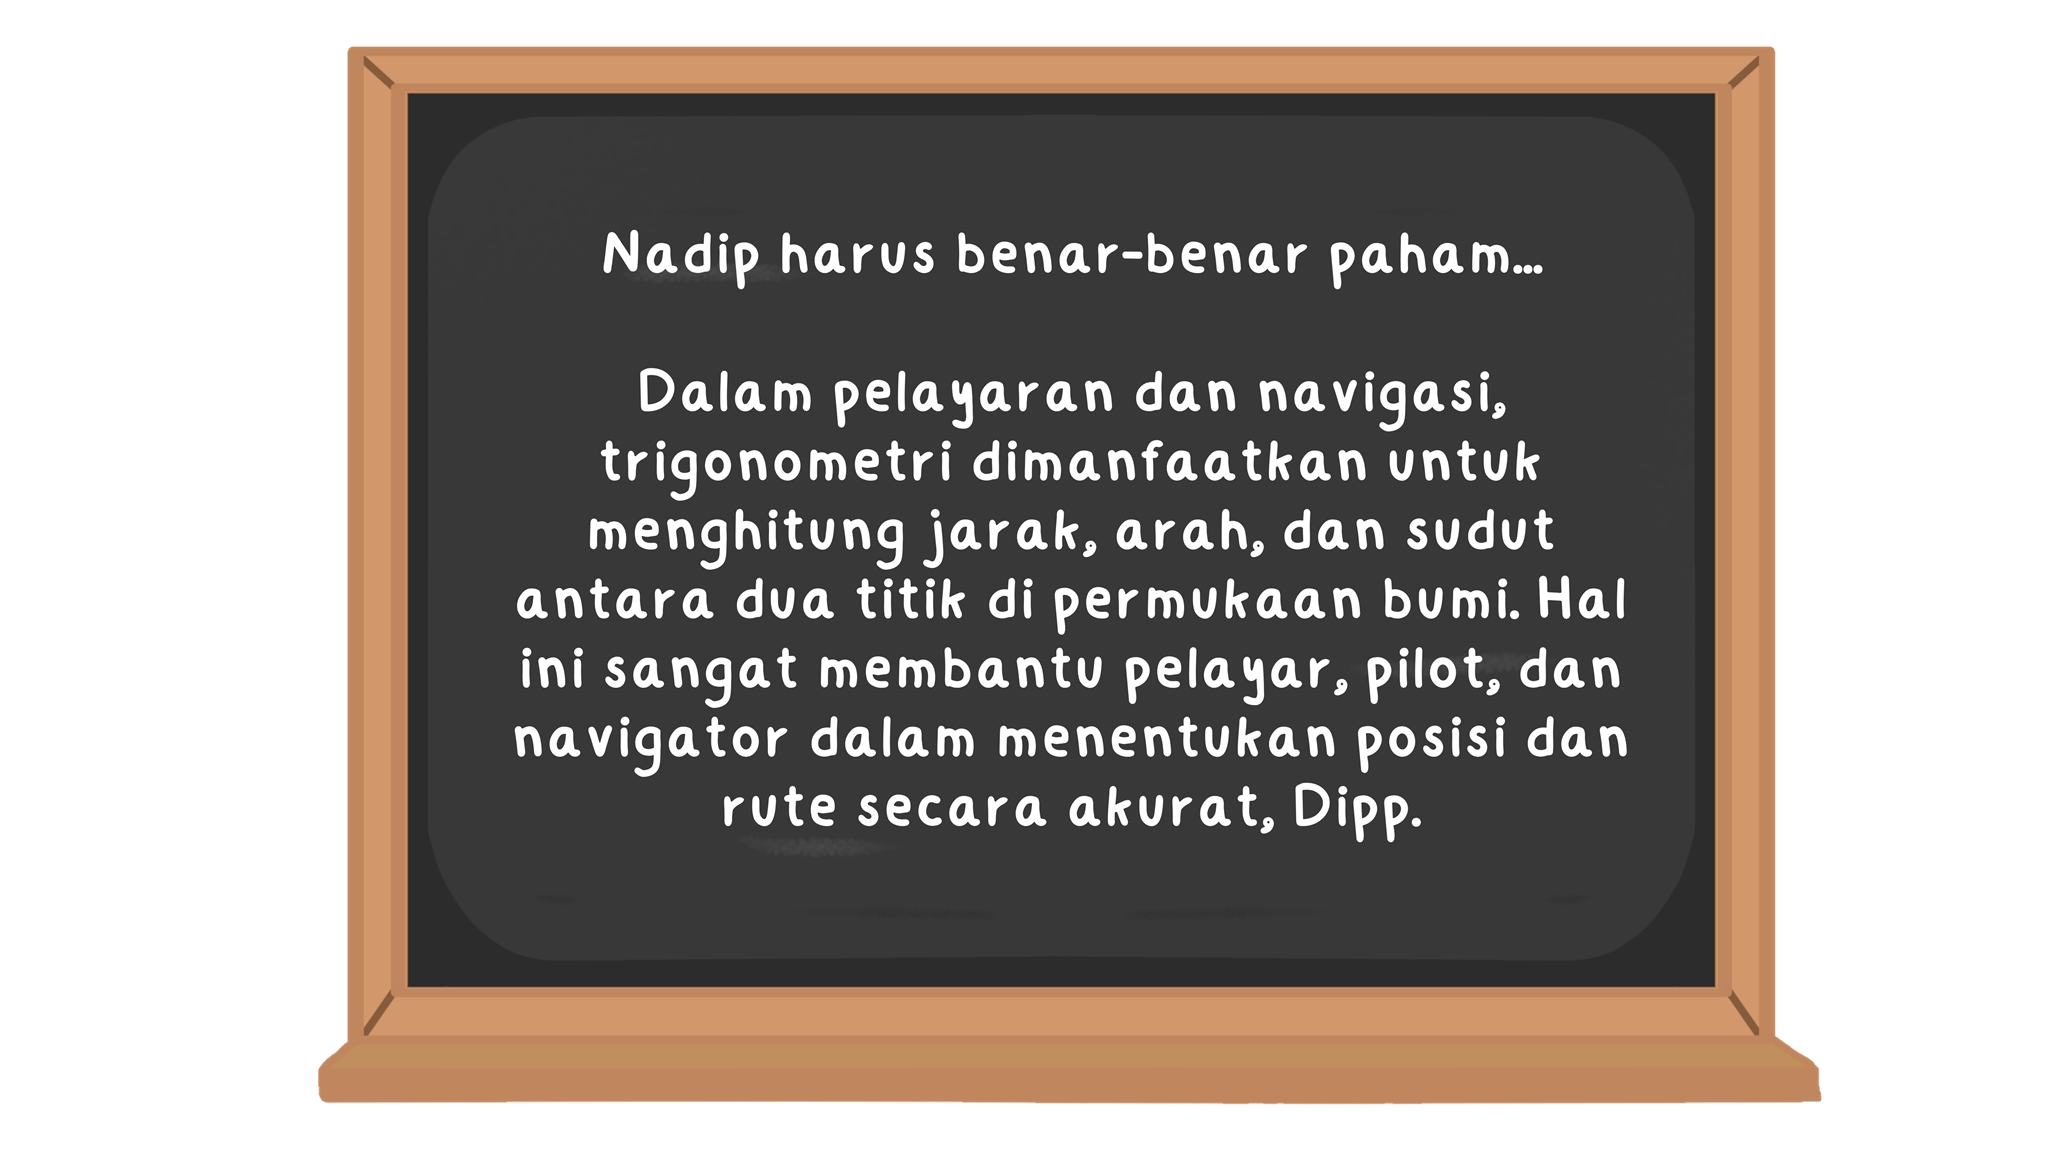 Nadip harus benar-benar paham...
Dalam pelayaran dan navigasi,
trigonometri dimanfaatkan untuk
menghitung jarak, arah, dan sudut
antara dua titik di permukaan bumi. Hal
ini sangat membantu pelayar, pilot, dan
navigator dalam menentukan posisi dan
rute secara akurat, Dipp.